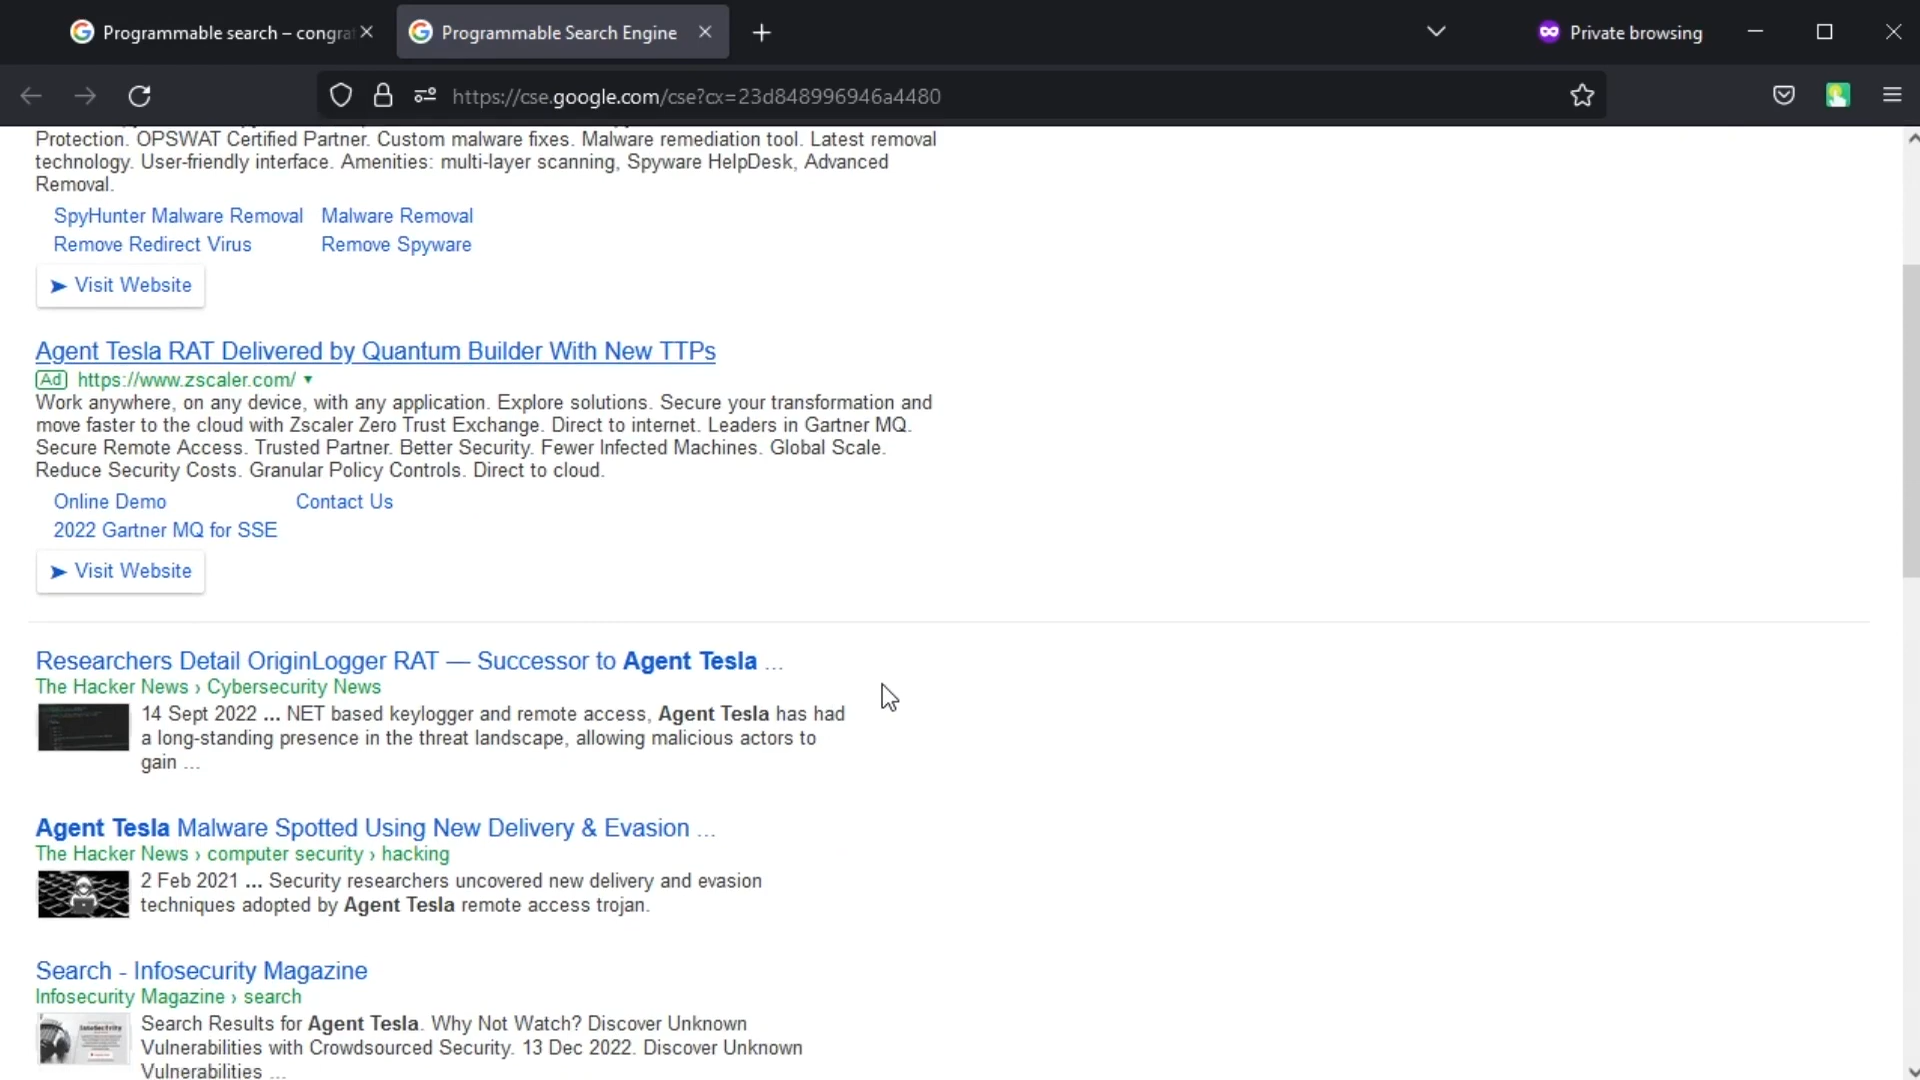 Programmable search – congra
Programmable Search Engine
Private browsing
https://cse.google.com/cse?cx=23d848996946a4480
Protection. OPSWAT Certified Partner. Custom malware fixes. Malware remediation tool. Latest removal
technology. User-friendly interface. Amenities: multi-layer scanning, Spyware HelpDesk, Advanced
Removal.
SpyHunter Malware Removal Malware Removal
Remove Redirect Virus Remove Spyware
➤ Visit Website
Agent Tesla RAT Delivered by Quantum Builder With New TTPs
Ad https://www.zscaler.com/ ▼
Work anywhere, on any device, with any application. Explore solutions. Secure your transformation and
move faster to the cloud with Zscaler Zero Trust Exchange. Direct to internet. Leaders in Gartner MQ.
Secure Remote Access. Trusted Partner. Better Security. Fewer Infected Machines. Global Scale.
Reduce Security Costs. Granular Policy Controls. Direct to cloud.
Online Demo Contact Us
2022 Gartner MQ for SSE
➤ Visit Website
Researchers Detail OriginLogger RAT — Successor to Agent Tesla ...
The Hacker News › Cybersecurity News
14 Sept 2022 ... NET based keylogger and remote access, Agent Tesla has had
a long-standing presence in the threat landscape, allowing malicious actors to
gain ...
Agent Tesla Malware Spotted Using New Delivery & Evasion ...
The Hacker News › computer security › hacking
2 Feb 2021 ... Security researchers uncovered new delivery and evasion
techniques adopted by Agent Tesla remote access trojan.
Search - Infosecurity Magazine
Infosecurity Magazine › search
Search Results for Agent Tesla. Why Not Watch? Discover Unknown
Vulnerabilities with Crowdsourced Security. 13 Dec 2022. Discover Unknown
Vulnerabilities ...